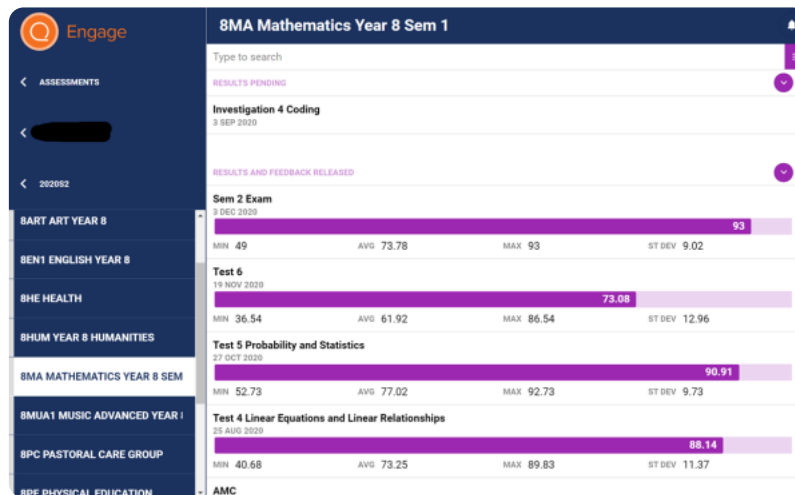 Engage
8MA Mathematics Year 8 Sem 1
Type to search
ASSESSMENTS
2020S2
8ART ART YEAR 8
8EN1 ENGLISH YEAR 8
8HE HEALTH
8HUM YEAR 8 HUMANITIES
8MA MATHEMATICS YEAR 8 SEM
8MUA1 MUSIC ADVANCED YEAR
8PC PASTORAL CARE GROUP
8PE PHYSICAL EDUCATION
RESULTS PENDING
Investigation 4 Coding
3 SEP 2020
RESULTS AND FEEDBACK RELEASED
Sem 2 Exam
3 DEC 2020
93
MIN 49 AVG 73.78 MAX 93 ST DEV 9.02
Test 6
19 NOV 2020
73.08
MIN 36.54 AVG 61.92 MAX 86.54 ST DEV 12.96
Test 5 Probability and Statistics
27 OCT 2020
90.91
MIN 52.73 AVG 77.02 MAX 92.73 ST DEV 9.73
Test 4 Linear Equations and Linear Relationships
25 AUG 2020
88.14
MIN 40.68 AVG 73.25 MAX 89.83 ST DEV 11.37
AMC